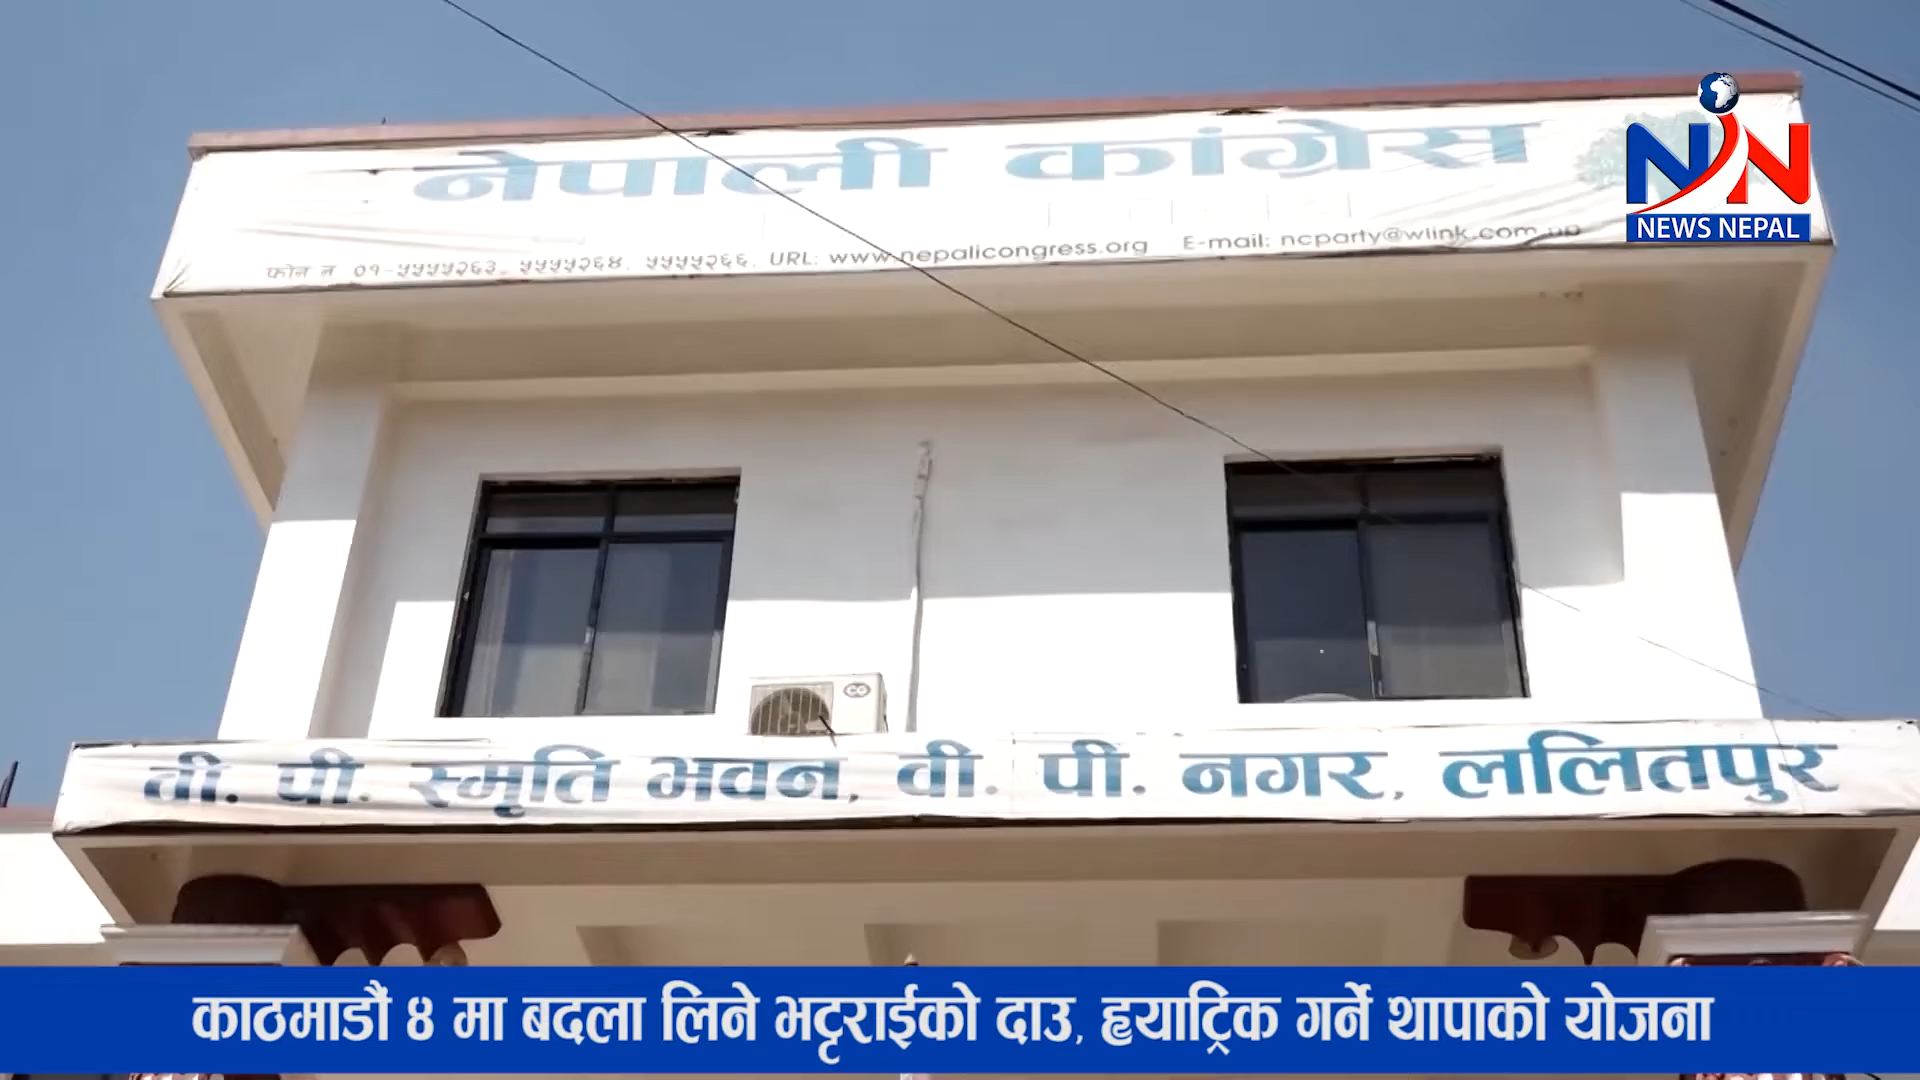 नेपाली कांग्रेस
फोन नं ०१-५५५५२६३, ५५५५२६४, ५५५५२६६, URL: www.nepalicongress.org E-mail: ncparty@wlink.com.np
NN
NEWS NEPAL
CG
वी. पी. स्मृति भवन, वी. पी. नगर, ललितपुर
काठमाडौं ४ मा बदला लिने भट्टराईको दाउ, ह्याट्रिक गर्ने थापाको योजना